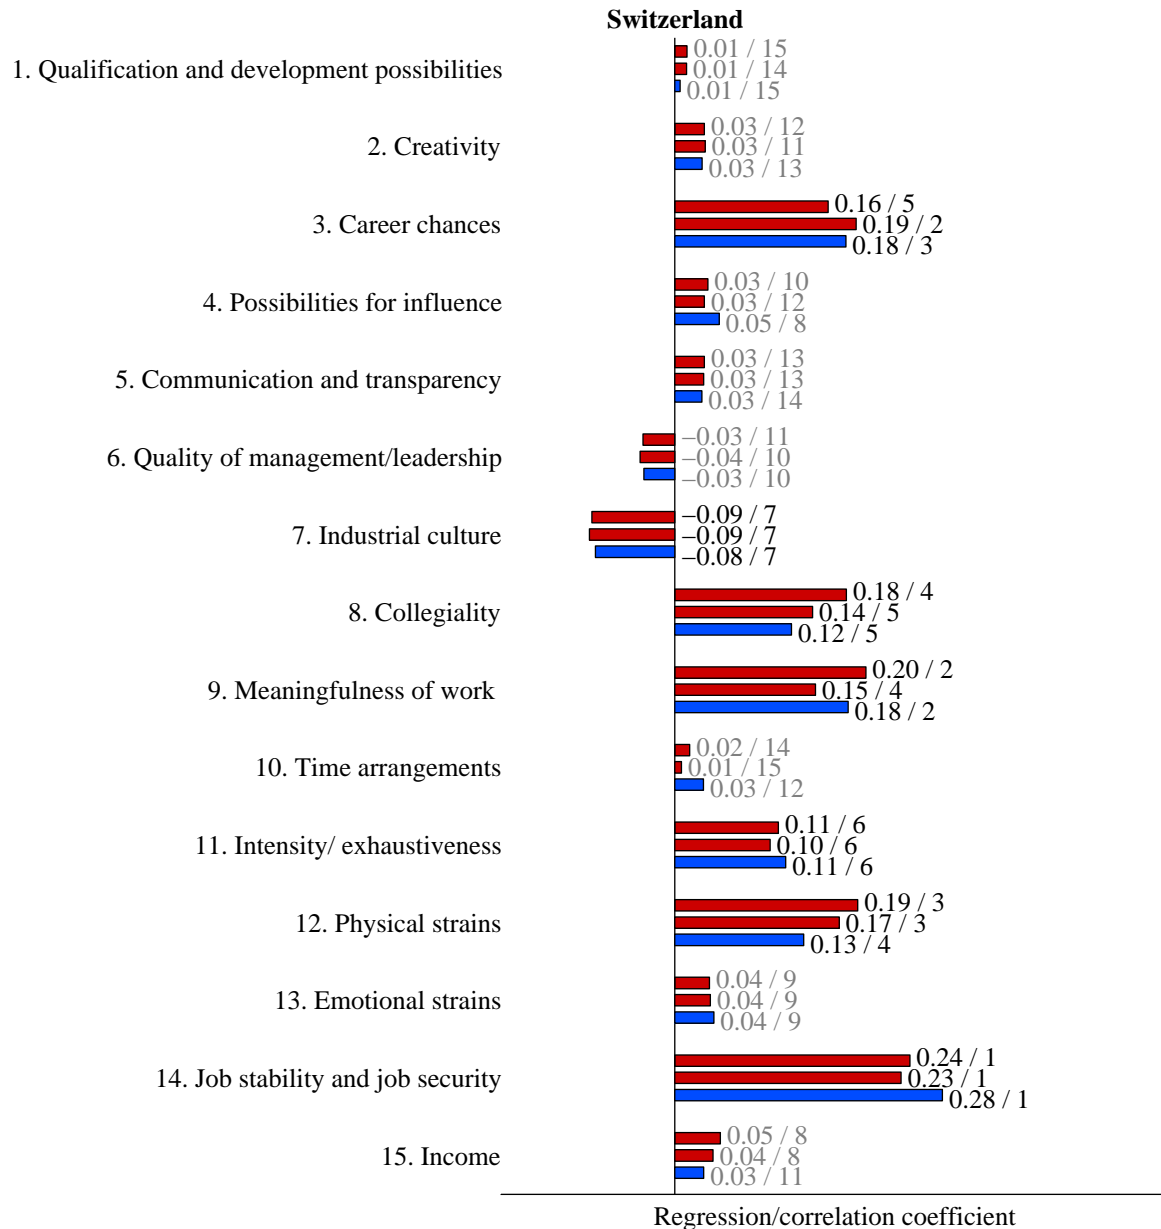 Switzerland
0.01 / 15
1. Qualification and development possibilities
0.01 / 14
0.01 / 15
0.03 / 12
2. Creativity
0.03 / 11
0.03 / 13
0.16 / 5
3. Career chances
0.19 / 2
0.18 / 3
0.03 / 10
4. Possibilities for influence
0.03 / 12
0.05 / 8
0.03 / 13
5. Communication and transparency
0.03 / 13
0.03 / 14
–0.03 / 11
6. Quality of management/leadership
–0.04 / 10
–0.03 / 10
–0.09 / 7
7. Industrial culture
–0.09 / 7
–0.08 / 7
0.18 / 4
8. Collegiality
0.14 / 5
0.12 / 5
0.20 / 2
9. Meaningfulness of work
0.15 / 4
0.18 / 2
0.02 / 14
10. Time arrangements
0.01 / 15
0.03 / 12
0.11 / 6
11. Intensity/ exhaustiveness
0.10 / 6
0.11 / 6
0.19 / 3
12. Physical strains
0.17 / 3
0.13 / 4
0.04 / 9
13. Emotional strains
0.04 / 9
0.04 / 9
0.24 / 1
14. Job stability and job security
0.23 / 1
0.28 / 1
0.05 / 8
15. Income
0.04 / 8
0.03 / 11
Regression/correlation coefficient